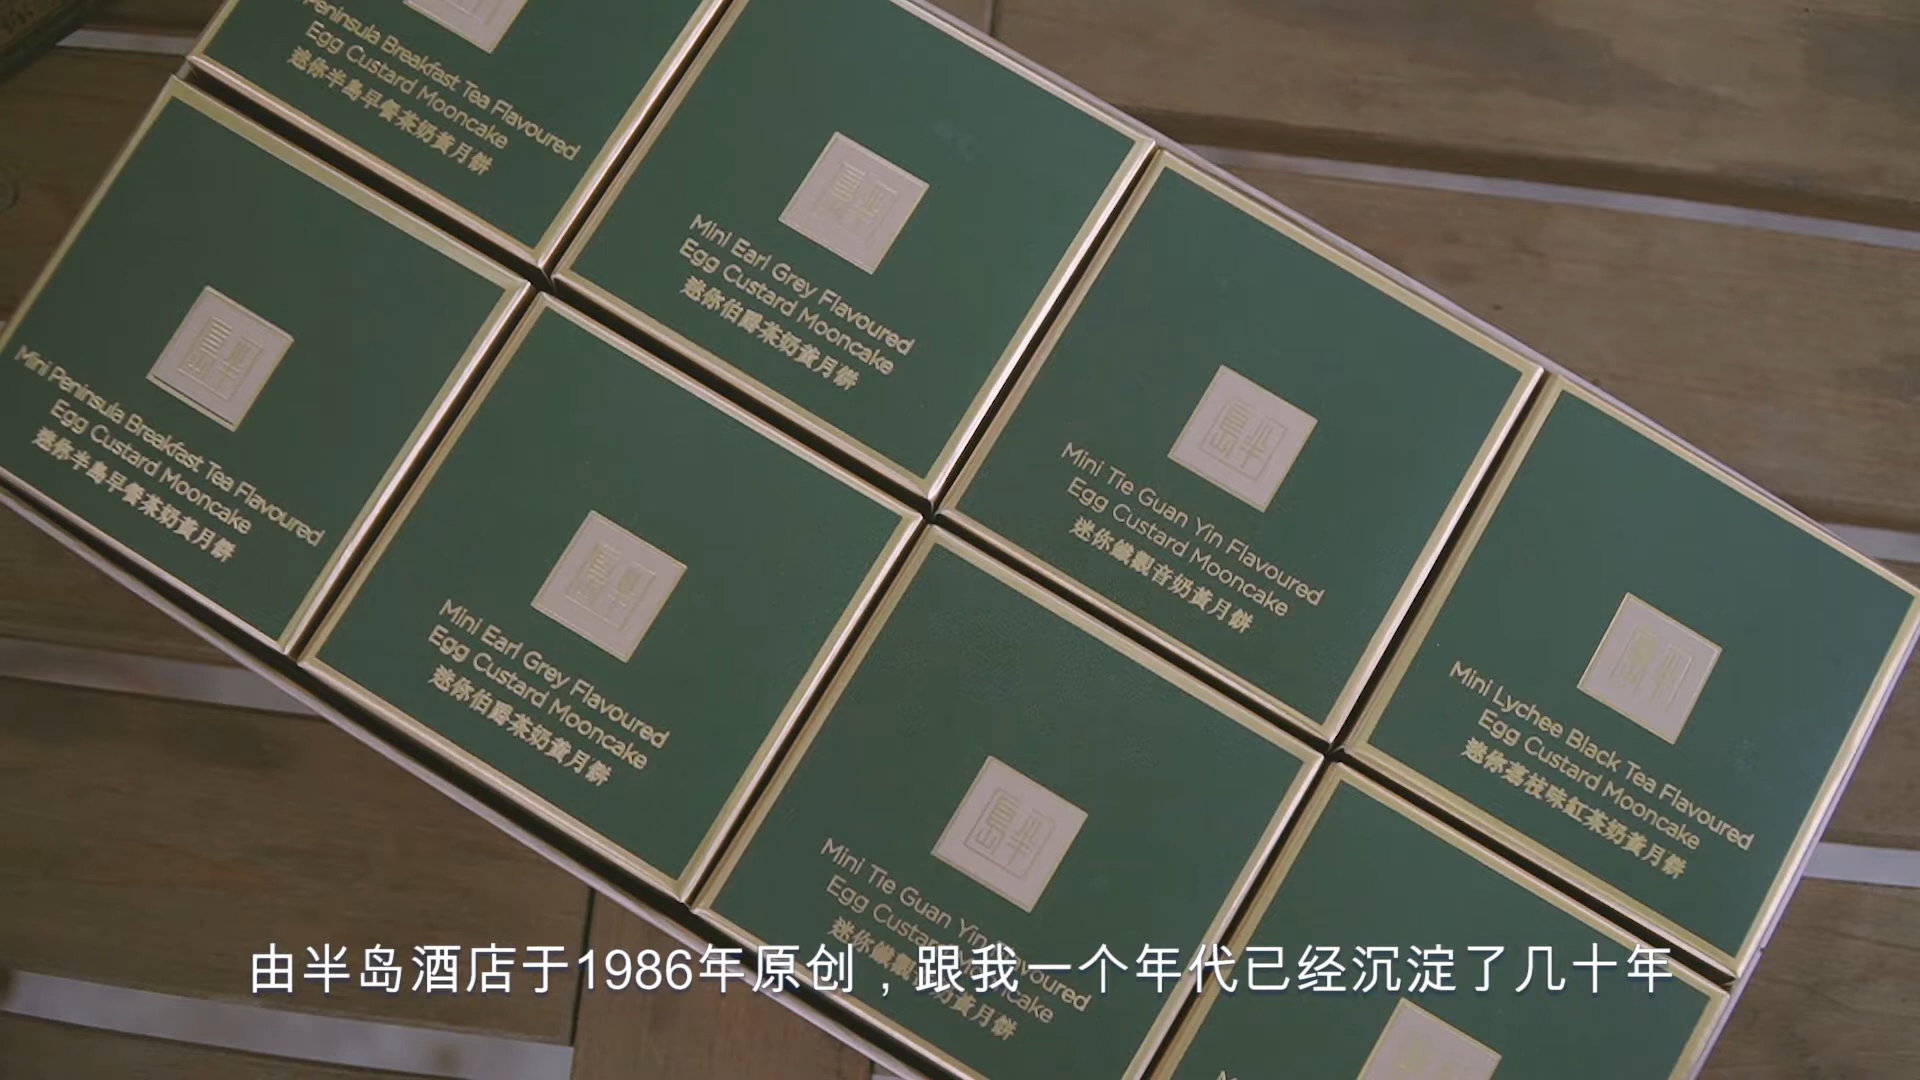 Peninsula Breakfast Tea Flavoured
Egg Custard Mooncake
迷你半島早餐茶奶黃月餅
Mini Earl Grey Flavoured
Egg Custard Mooncake
迷你伯爵茶奶黃月餅
Mini Tie Guan Yin Flavoured
Egg Custard Mooncake
迷你鐵觀音奶黃月餅
Mini Lychee Black Tea Flavoured
Egg Custard Mooncake
迷你荔枝味紅茶奶黃月餅
Mini Peninsula Breakfast Tea Flavoured
Egg Custard Mooncake
迷你半島早餐茶奶黃月餅
Mini Earl Grey Flavoured
Egg Custard Mooncake
迷你伯爵茶奶黃月餅
Mini Tie Guan Yin Flavoured
Egg Custard Mooncake
迷你鐵觀音奶黃月餅
由半岛酒店于1986年原创，跟我一个年代已经沉淀了几十年